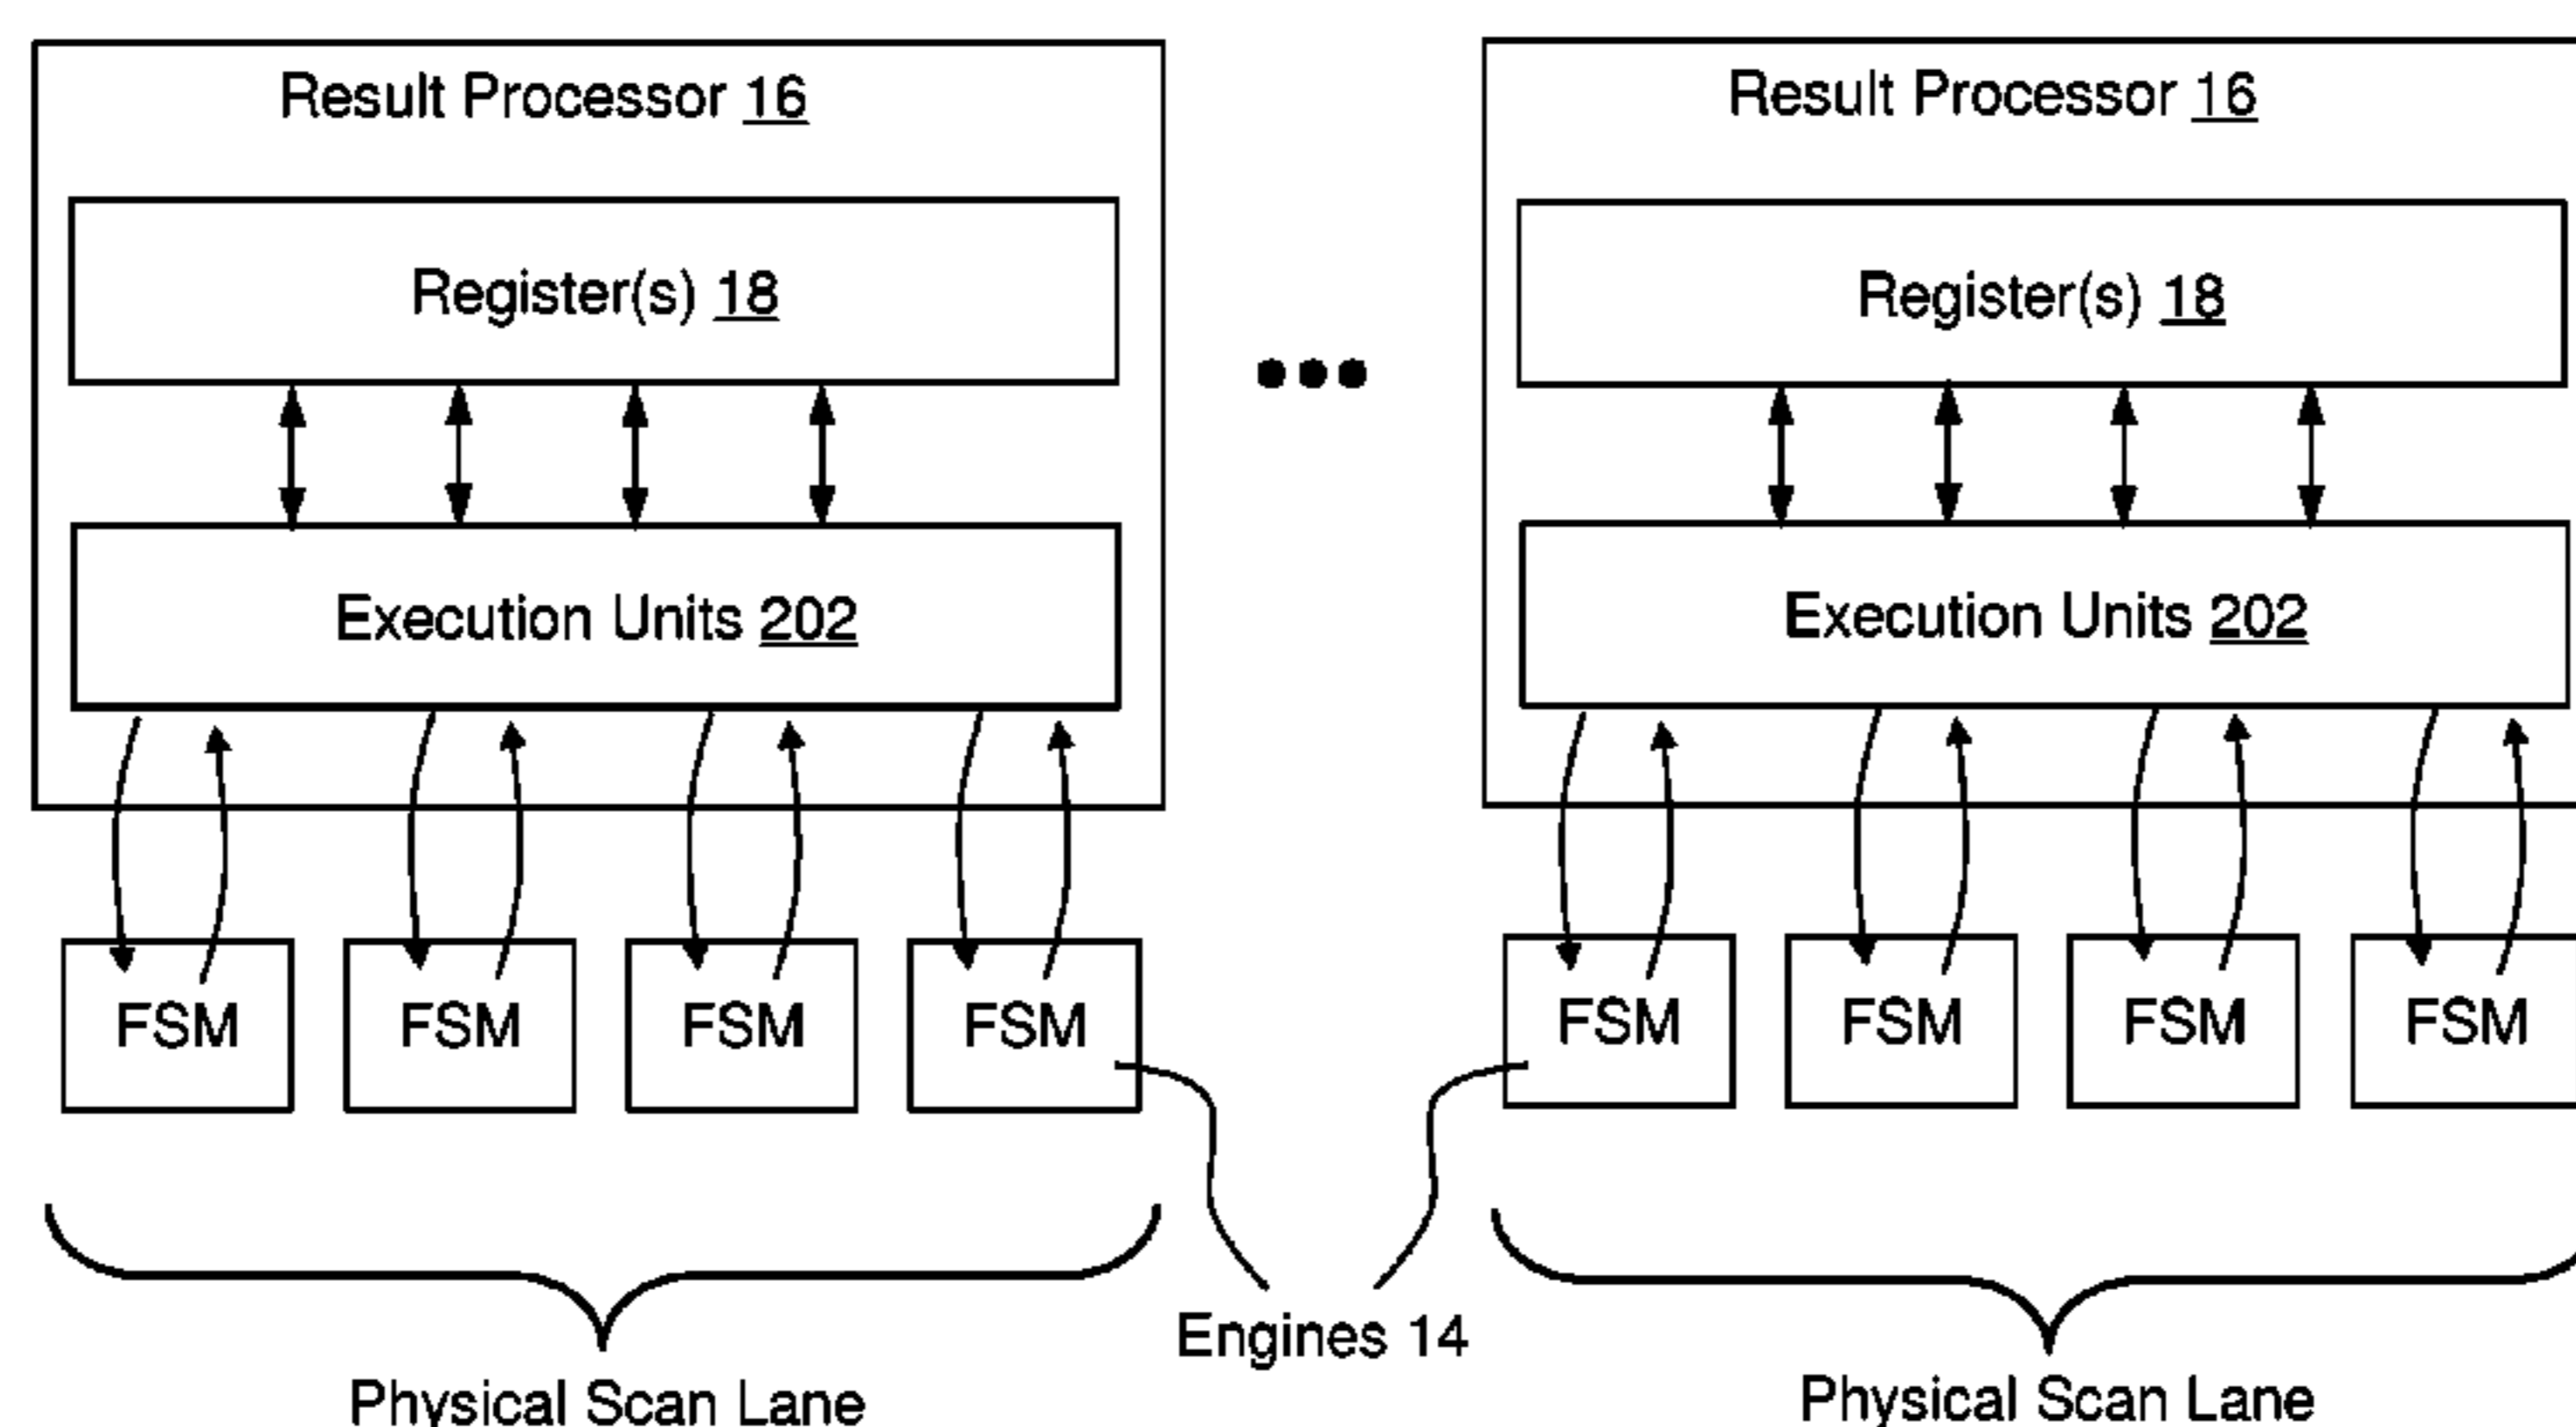 Result Processor 16
Result Processor 16
Register(s) 18
Register(s) 18
Execution Units 202
Execution Units 202
FSM FSM FSM FSM
FSM FSM FSM FSM
Engines 14
Physical Scan Lane
Physical Scan Lane